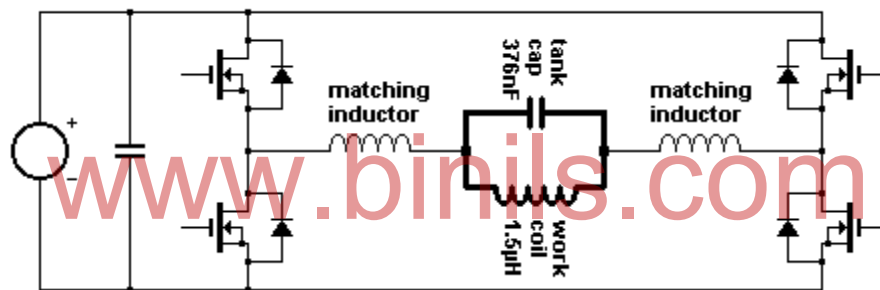 tank
cap
376nF
matching
inductor
matching
inductor
+
-
www.binils.com
work
coil
1.5µH